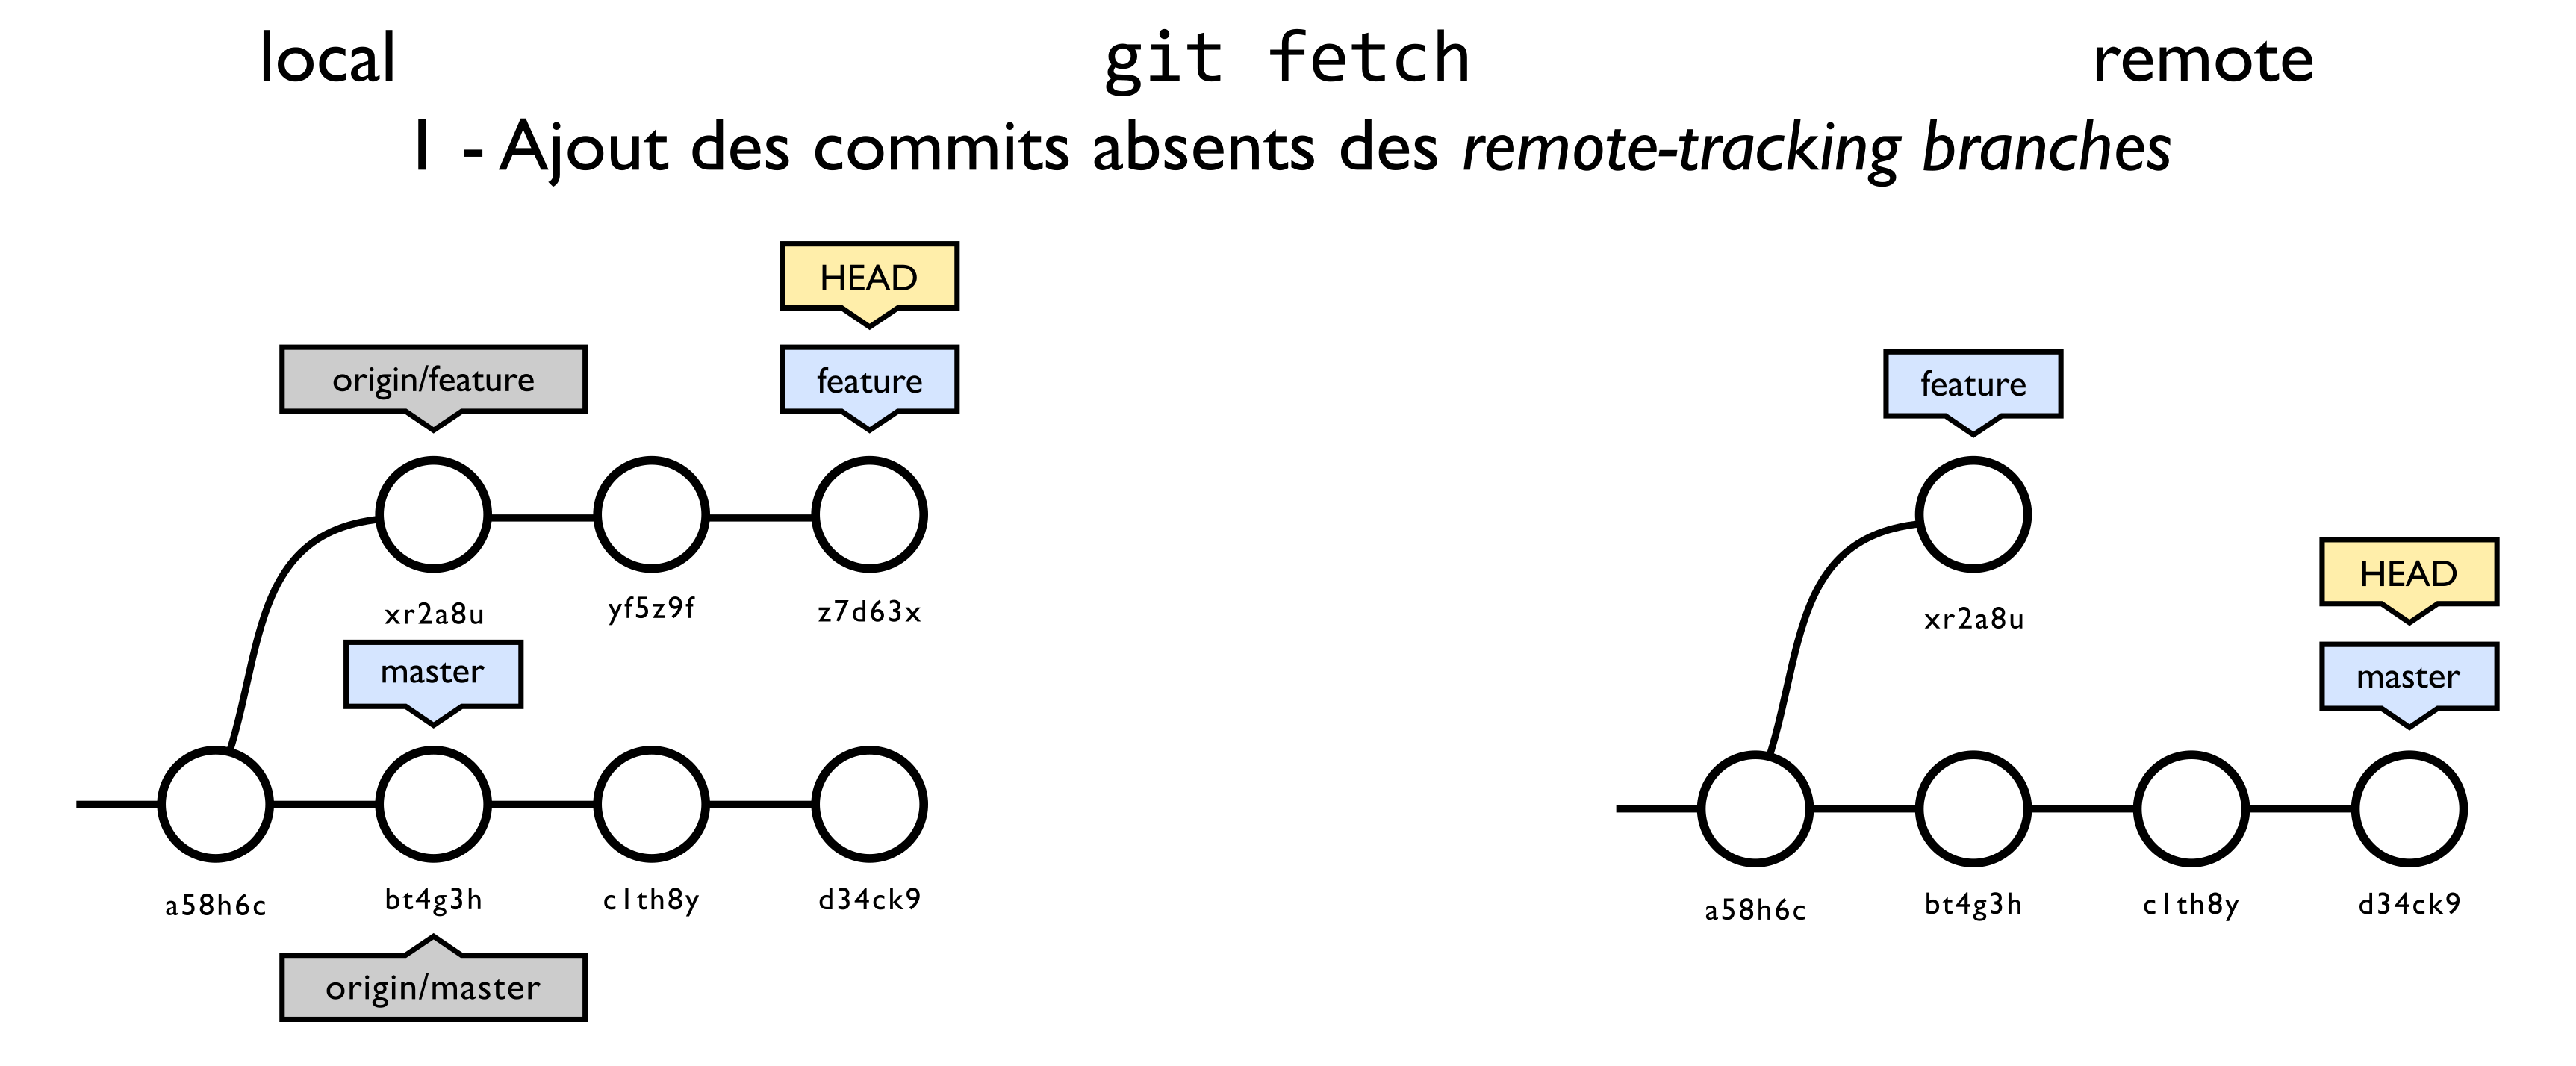 local git fetch remote
1 - Ajout des commits absents des remote-tracking branches
HEAD
origin/feature
feature
feature
xr2a8u
yf5z9f
z7d63x
xr2a8u
HEAD
master
master
a58h6c
bt4g3h
c1th8y
d34ck9
a58h6c
bt4g3h
c1th8y
d34ck9
origin/master